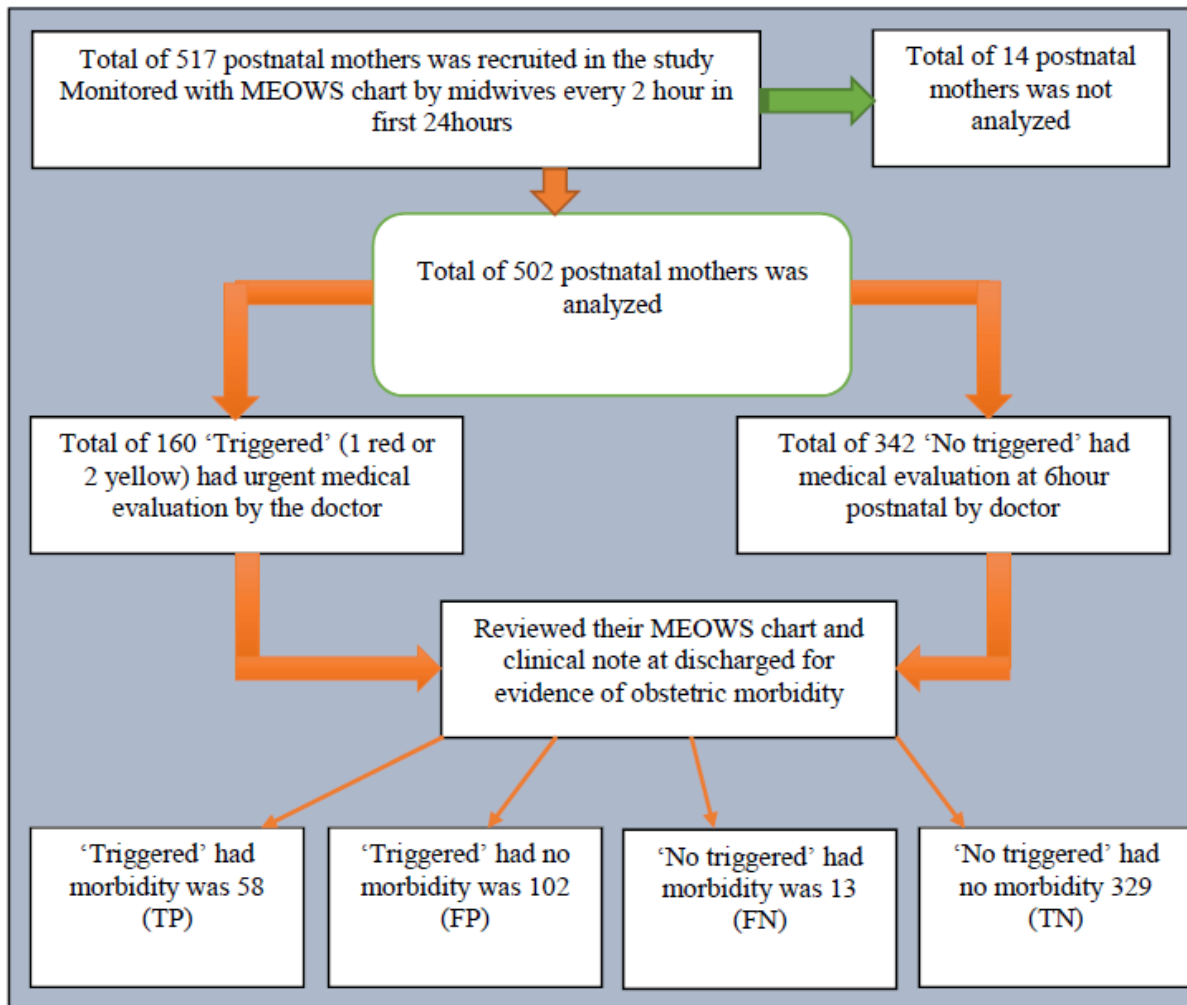 Total of 517 postnatal mothers was recruited in the study
Monitored with MEOWS chart by midwives every 2 hour in
first 24hours
Total of 14 postnatal
mothers was not
analyzed
Total of 502 postnatal mothers was
analyzed
Total of 160 ‘Triggered’ (1 red or
2 yellow) had urgent medical
evaluation by the doctor
Total of 342 ‘No triggered’ had
medical evaluation at 6hour
postnatal by doctor
Reviewed their MEOWS chart and
clinical note at discharged for
evidence of obstetric morbidity
‘Triggered’ had
morbidity was 58
(TP)
‘Triggered’ had no
morbidity was 102
(FP)
‘No triggered’ had
morbidity was 13
(FN)
‘No triggered’ had
no morbidity 329
(TN)